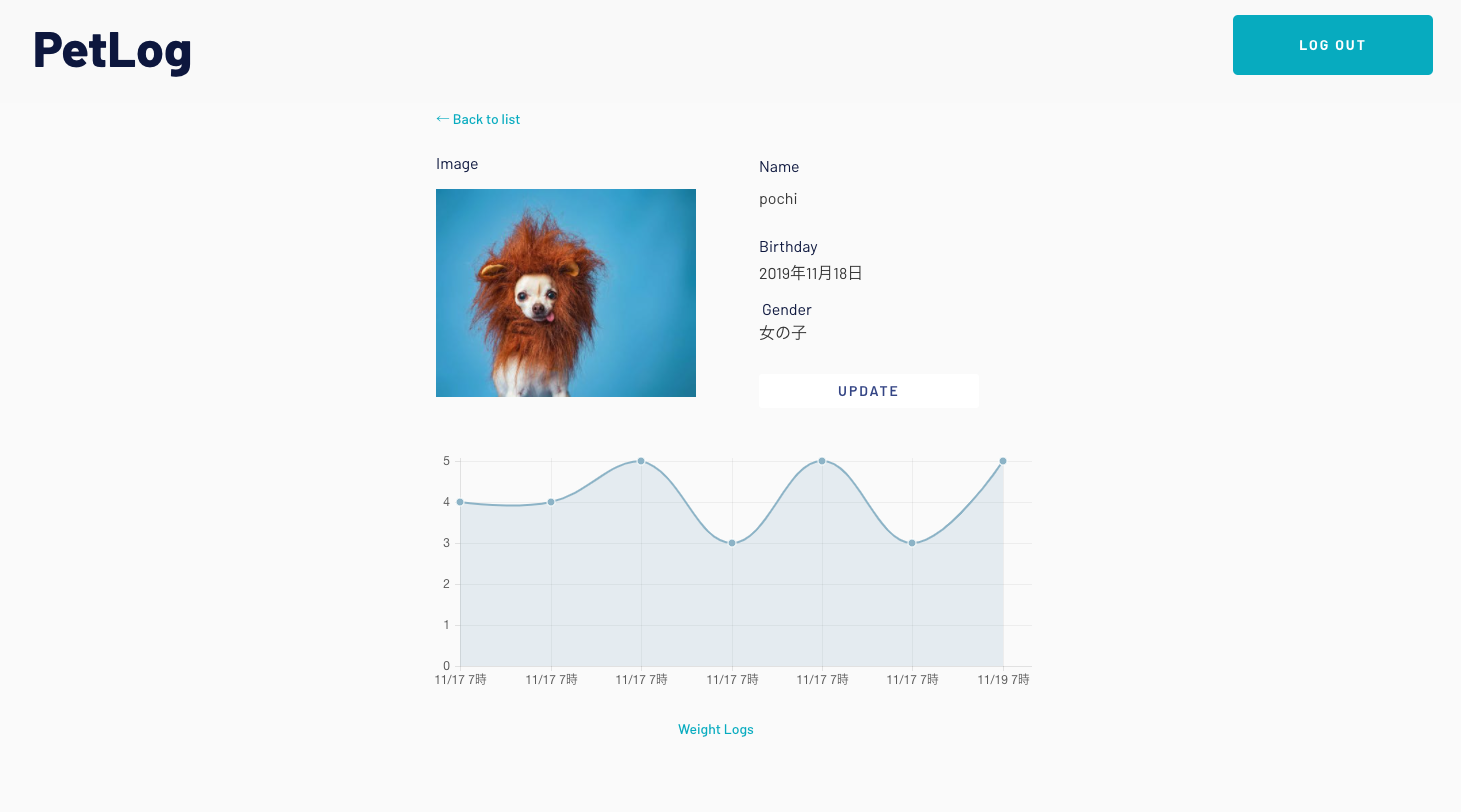 PetLog
LOG OUT
← Back to list
Image
Name
pochi
Birthday
2019年11月18日
Gender
女の子
UPDATE
5
4
3
2
1
0
11/17 7時 11/17 7時 11/17 7時 11/17 7時 11/17 7時 11/17 7時 11/19 7時
Weight Logs